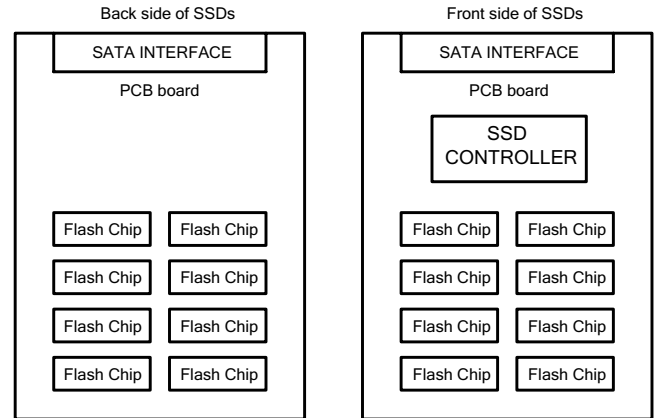 Back side of SSDs
SATA INTERFACE
PCB board
Flash Chip Flash Chip
Flash Chip Flash Chip
Flash Chip Flash Chip
Flash Chip Flash Chip
Front side of SSDs
SATA INTERFACE
PCB board
SSD
CONTROLLER
Flash Chip Flash Chip
Flash Chip Flash Chip
Flash Chip Flash Chip
Flash Chip Flash Chip